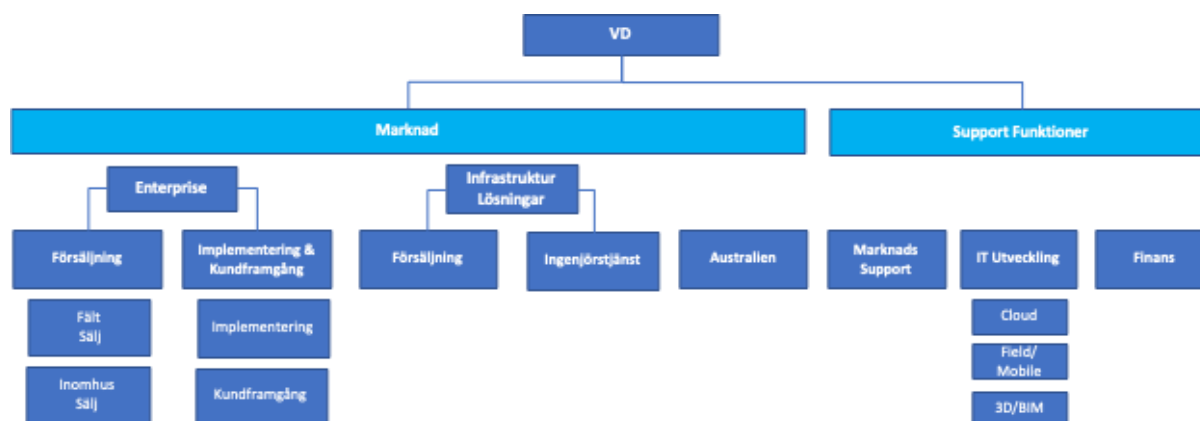 VD
Marknad
Support Funktioner
Enterprise
Infrastruktur
Lösningar
Försäljning
Implementering &
Kundframgång
Försäljning
Ingenjörstjänst
Australien
Marknads
Support
IT Utveckling
Finans
Fält
Sälj
Implementering
Cloud
Field/
Mobile
Inomhus
Sälj
Kundframgång
3D/BIM